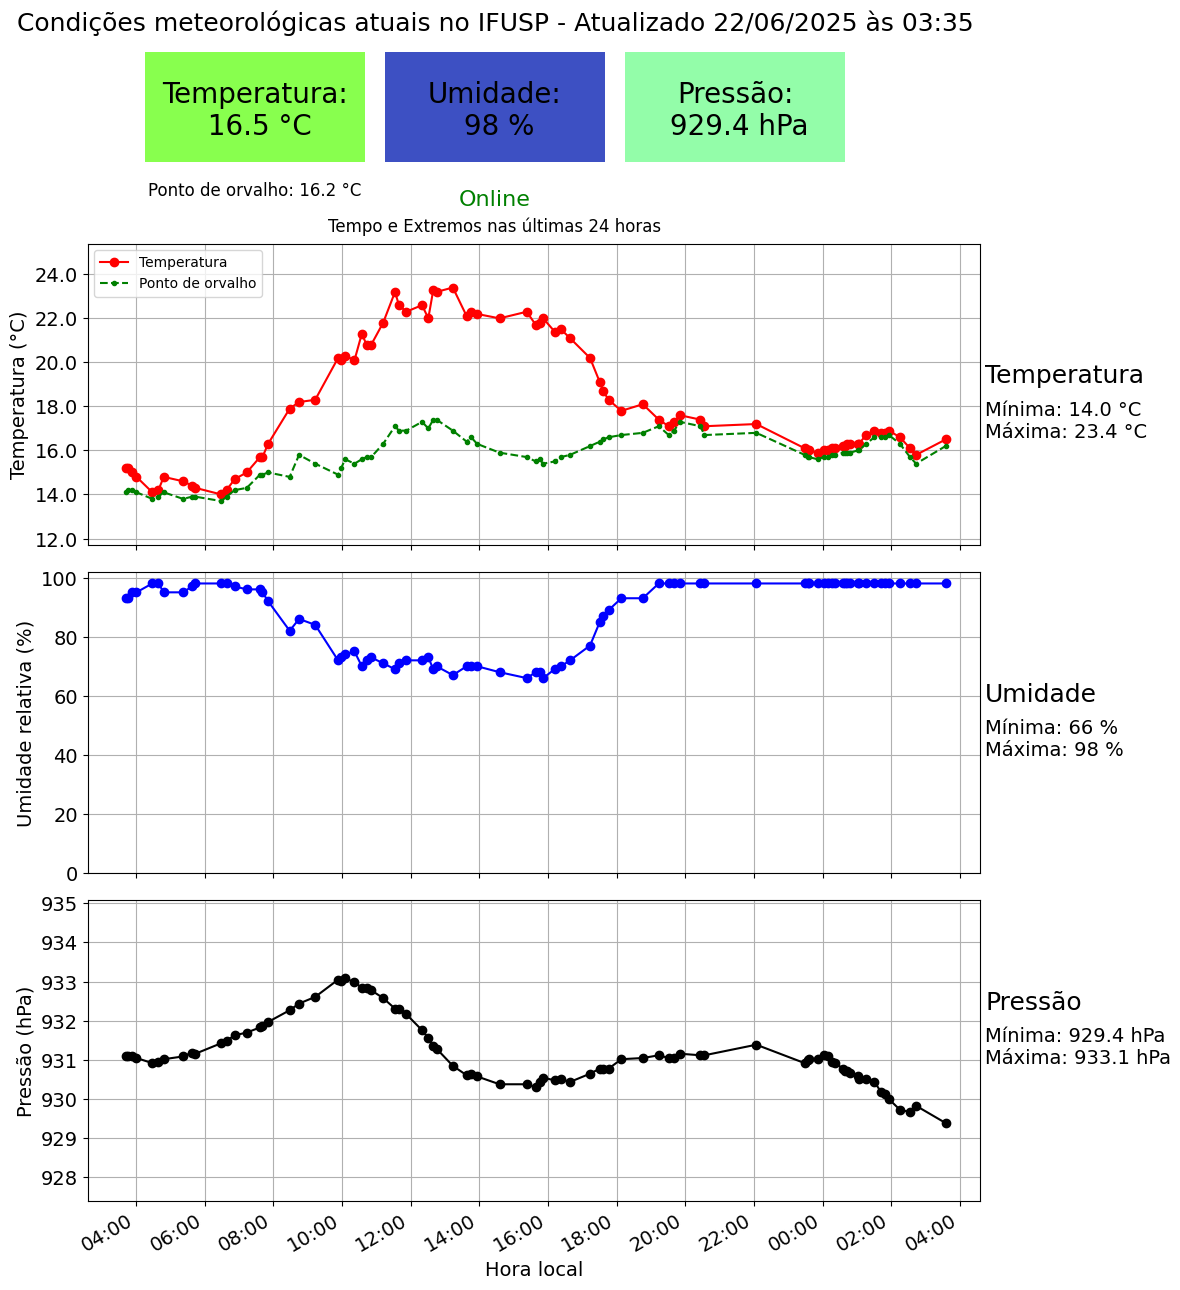 Condições meteorológicas atuais no IFUSP - Atualizado 22/06/2025 às 03:35
Temperatura:
16.5 °C
Umidade:
98 %
Pressão:
929.4 hPa
Ponto de orvalho: 16.2 °C
Online
Tempo e Extremos nas últimas 24 horas
Temperatura
Ponto de orvalho
Temperatura (°C)
24.0
22.0
20.0
18.0
16.0
14.0
12.0
Temperatura
Mínima: 14.0 °C
Máxima: 23.4 °C
Umidade relativa (%)
100
80
60
40
20
0
Umidade
Mínima: 66 %
Máxima: 98 %
Pressão (hPa)
935
934
933
932
931
930
929
928
Pressão
Mínima: 929.4 hPa
Máxima: 933.1 hPa
04:00 06:00 08:00 10:00 12:00 14:00 16:00 18:00 20:00 22:00 00:00 02:00 04:00
Hora local